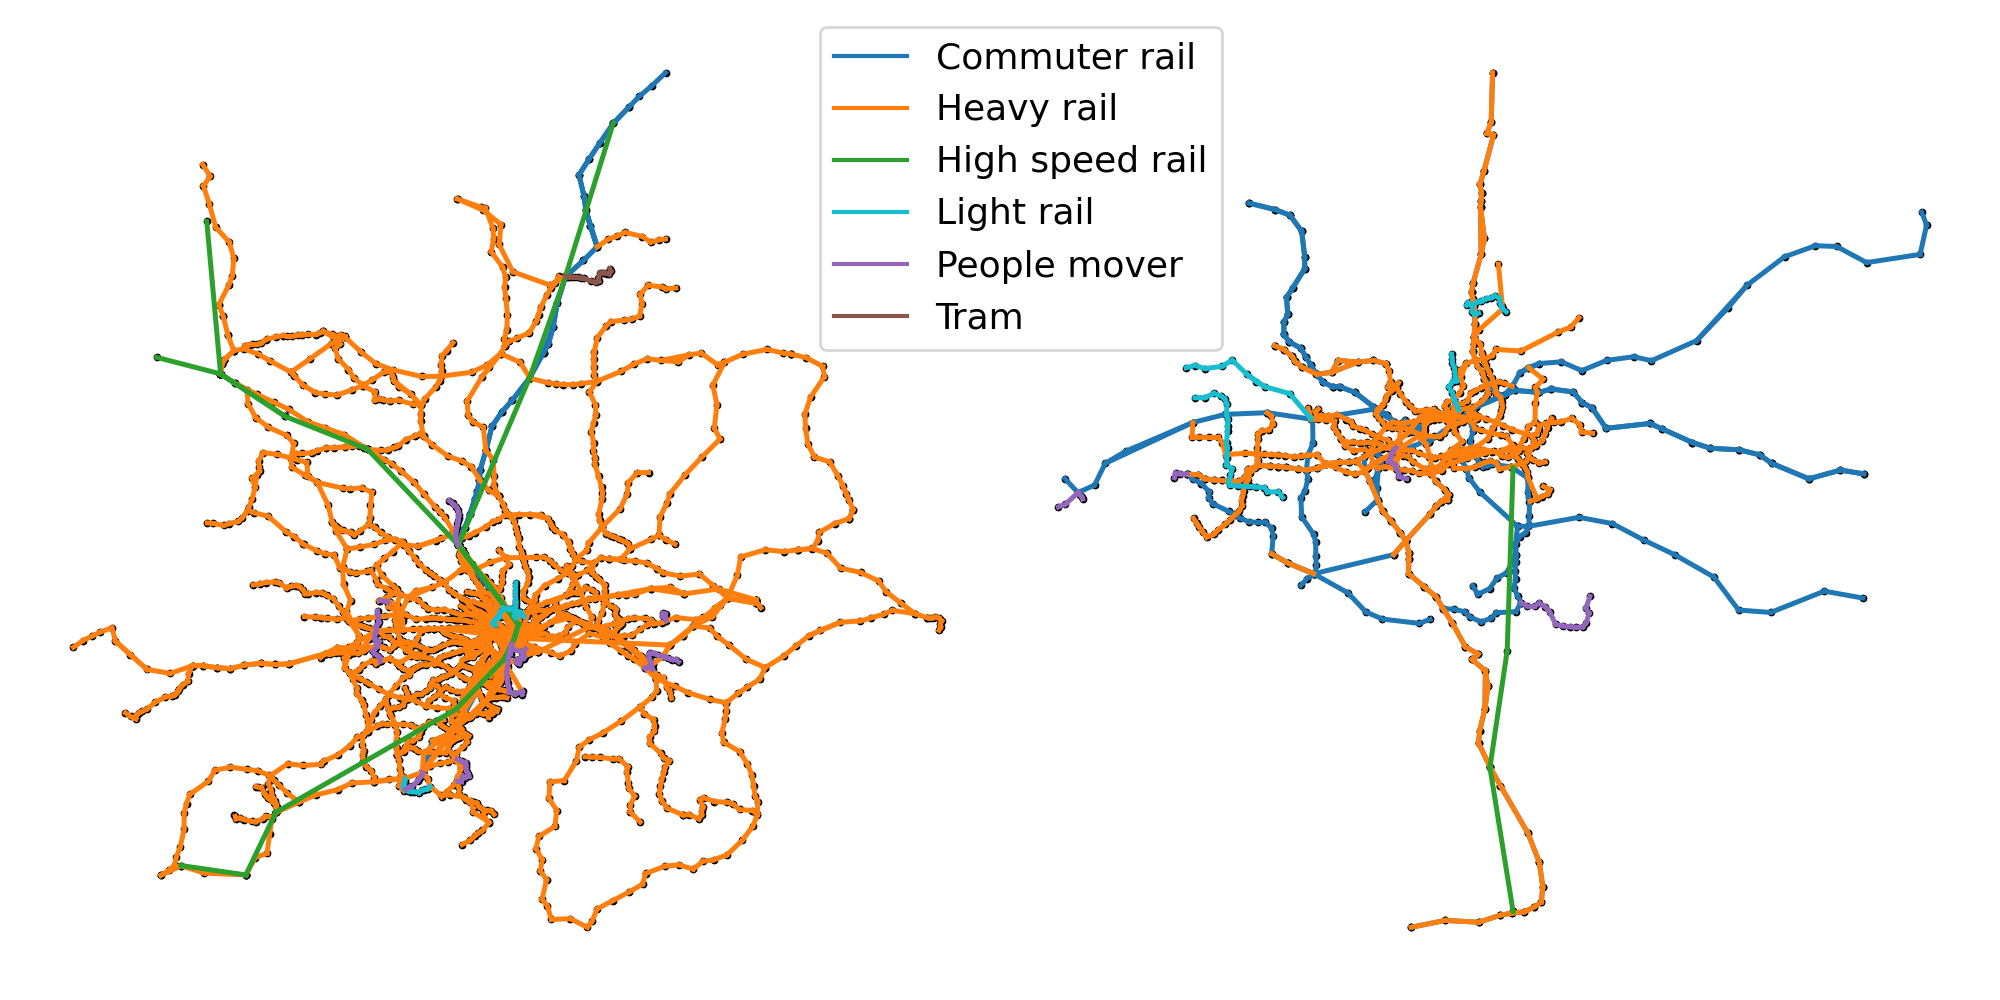 Commuter rail
Heavy rail
High speed rail
Light rail
People mover
Tram